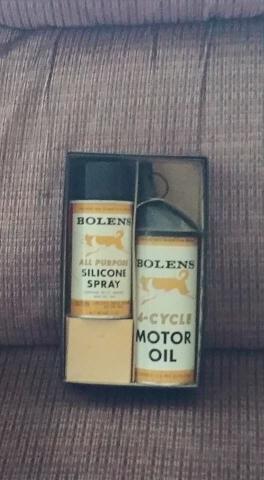 BOLENS
ALL PURPOSE
SILICONE
SPRAY
BOLENS
4-CYCLE
MOTOR
OIL